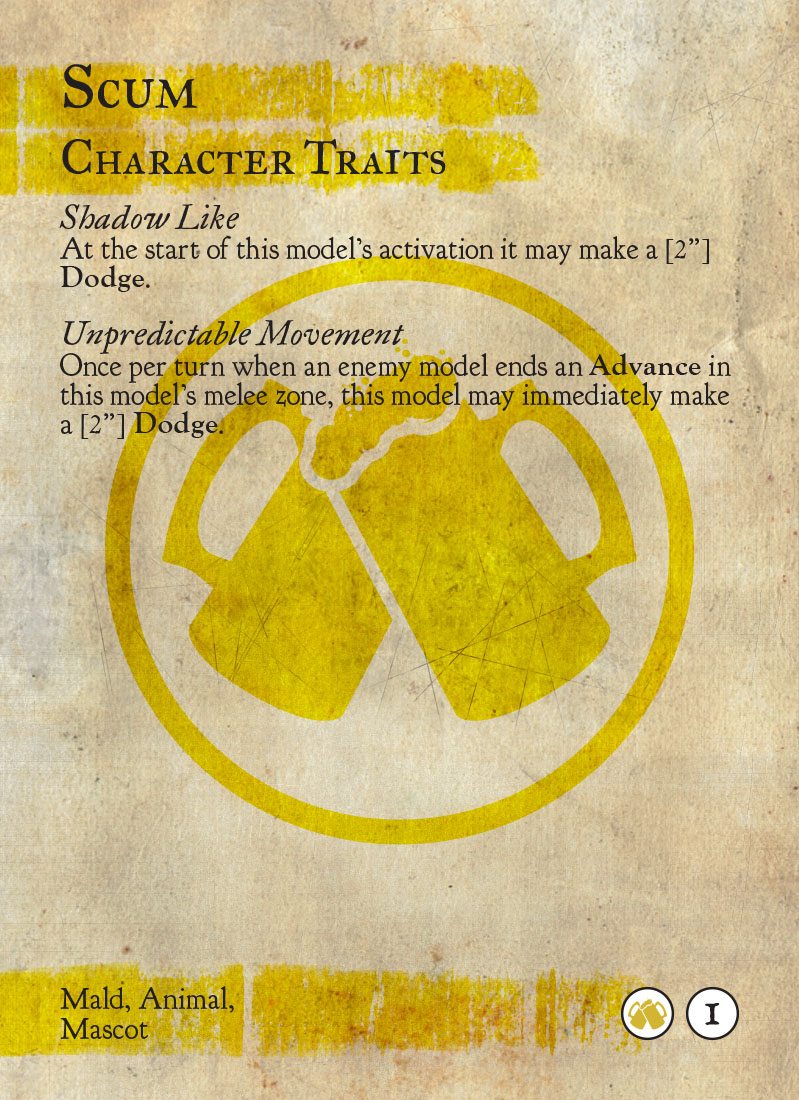 Scum
Character Traits
Shadow Like
At the start of this model’s activation it may make a [2”]
Dodge.
Unpredictable Movement
Once per turn when an enemy model ends an Advance in
this model’s melee zone, this model may immediately make
a [2”] Dodge.
Mald, Animal,
Mascot
1